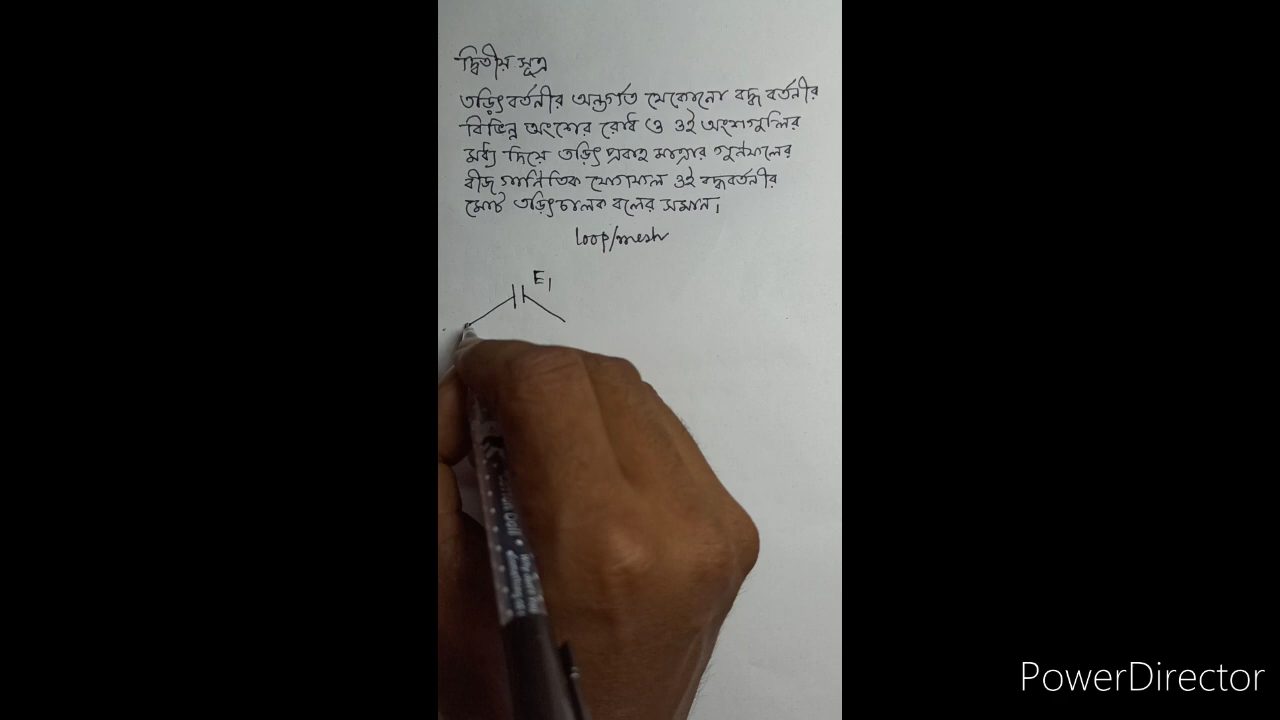 দ্বিতীয় সূত্র
তড়িৎবর্তনীর অন্তর্গত যেকোনো বদ্ধ বর্তনীর
বিভিন্ন অংশের রোধ ও ওই অংশগুলির
মধ্য দিয়ে তড়িৎ প্রবাহ মাত্রার গুনফলের
বীজ গানিতিক যোগফল ওই বদ্ধবর্তনীর
মোট তড়িৎচালক বলের সমান।
loop/mesh
E1
PowerDirector